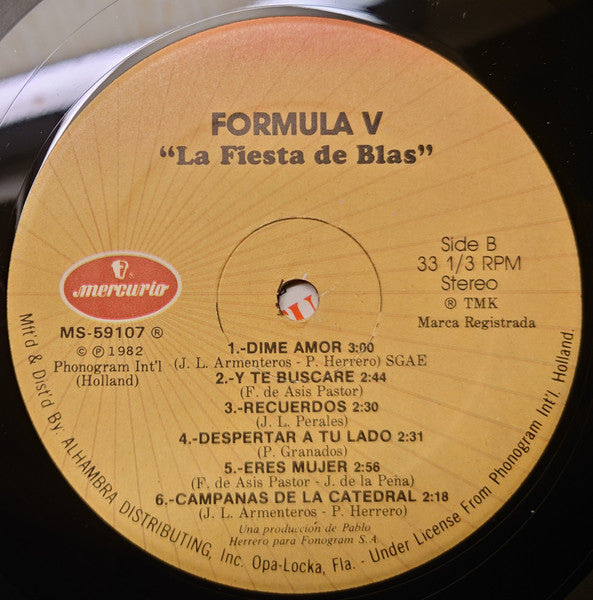 FORMULA V
"La Fiesta de Blas"
mercurio
MS-59107 ®
© ℗ 1982
Phonogram Int'l
(Holland)
Side B
33 1/3 RPM
Stereo
® TMK
Marca Registrada
1.-DIME AMOR 3:00
(J. L. Armenteros - P. Herrero) SGAE
2.-Y TE BUSCARE 2:44
(F. de Asis Pastor)
3.-RECUERDOS 2:30
(J. L. Perales)
4.-DESPERTAR A TU LADO 2:31
(P. Granados)
5.-ERES MUJER 2:56
(F. de Asis Pastor - J. de la Peña)
6.-CAMPANAS DE LA CATEDRAL 2:18
(J. L. Armenteros - P. Herrero)
Una producción de Pablo
Herrero para Fonogram S.A.
Mft'd & Dist'd By ALHAMBRA DISTRIBUTING, Inc. Opa-Locka, Fla. - Under License From Phonogram Int'l. Holland.